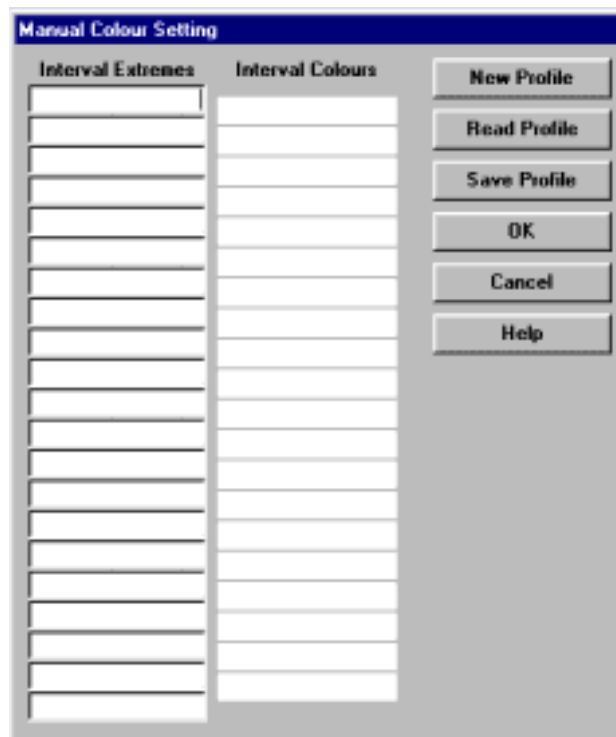 Manual Colour Setting
Interval Extremes
Interval Colours
New Profile
Read Profile
Save Profile
OK
Cancel
Help